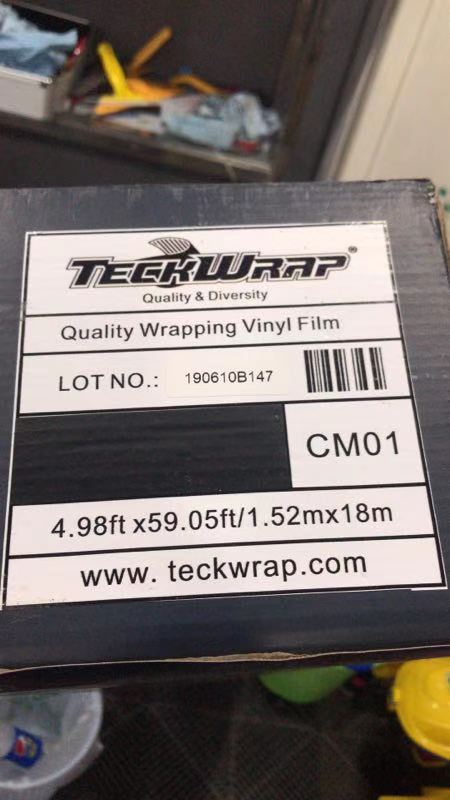 TECKWRAP®
Quality & Diversity
Quality Wrapping Vinyl Film
LOT NO.: 190610B147
CM01
4.98ft x59.05ft/1.52mx18m
www. teckwrap.com